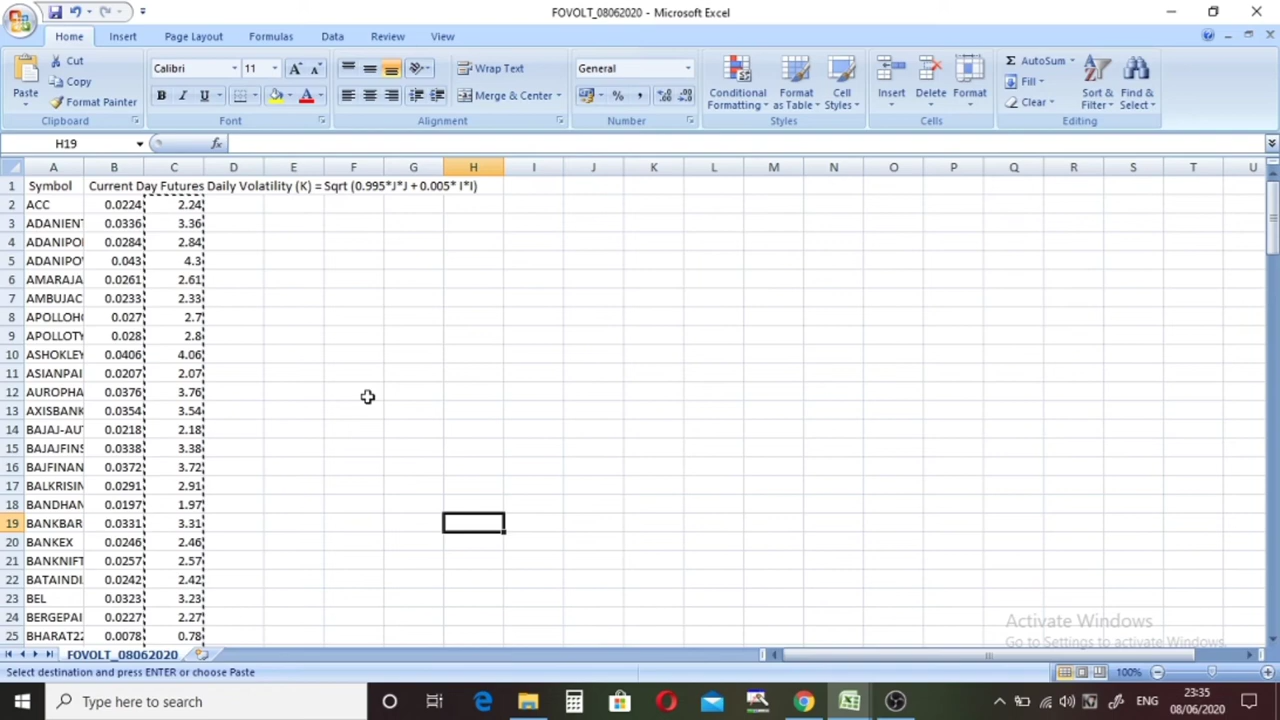 FOVOLT_08062020 - Microsoft Excel
Home Insert Page Layout Formulas Data Review View
Paste Cut Copy Format Painter Clipboard
Calibri 11 A A B I U A Font
Wrap Text Merge & Center Alignment
General % , Number
Conditional Formatting Format as Table Cell Styles Styles
Insert Delete Format Cells
Σ AutoSum Fill Clear Sort & Filter Find & Select Editing
H19 fx
A B C D E F G H I J K L M N O P Q R S T U
1 Symbol Current Day Futures Daily Volatility (K) = Sqrt (0.995*J*J + 0.005* I*I)
2 ACC 0.0224 2.24
3 ADANIENT 0.0336 3.36
4 ADANIPO 0.0284 2.84
5 ADANIPO 0.043 4.3
6 AMARAJA 0.0261 2.61
7 AMBUJAC 0.0233 2.33
8 APOLLOH 0.027 2.7
9 APOLLOTY 0.028 2.8
10 ASHOKLEY 0.0406 4.06
11 ASIANPAI 0.0207 2.07
12 AUROPHA 0.0376 3.76
13 AXISBANK 0.0354 3.54
14 BAJAJ-AU 0.0218 2.18
15 BAJAJFINS 0.0338 3.38
16 BAJFINAN 0.0372 3.72
17 BALKRISIN 0.0291 2.91
18 BANDHAN 0.0197 1.97
19 BANKBAR 0.0331 3.31
20 BANKEX 0.0246 2.46
21 BANKNIFT 0.0257 2.57
22 BATAINDI 0.0242 2.42
23 BEL 0.0323 3.23
24 BERGEPAI 0.0227 2.27
25 BHARAT22 0.0078 0.78
Activate Windows
Go to Settings to activate Windows.
FOVOLT_08062020
Select destination and press ENTER or choose Paste 100%
Type here to search ENG 23:35
08/06/2020